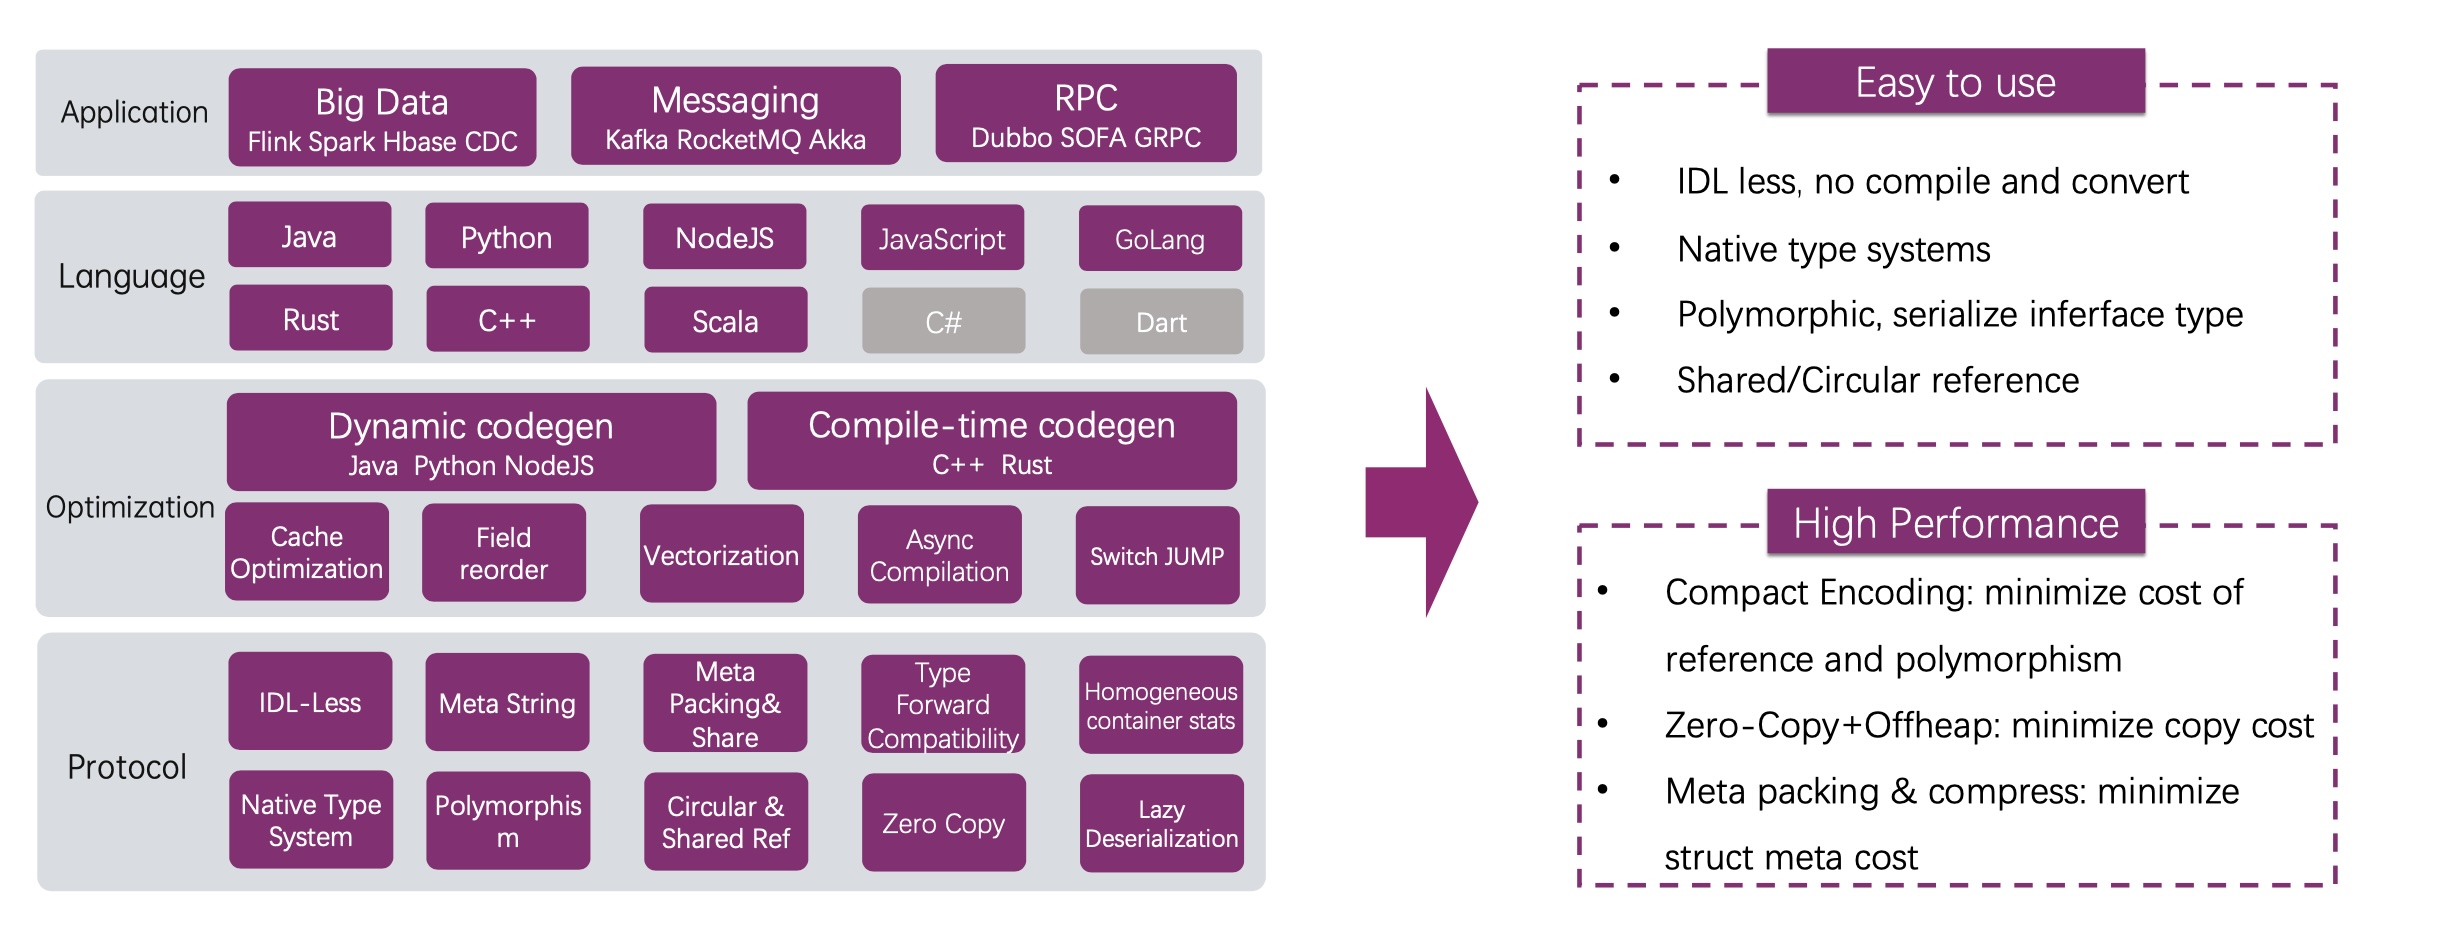 Application
Big Data
Flink Spark Hbase CDC
Messaging
Kafka RocketMQ Akka
RPC
Dubbo SOFA GRPC
Language
Java
Python
NodeJS
JavaScript
GoLang
Rust
C++
Scala
C#
Dart
Optimization
Dynamic codegen
Java Python NodeJS
Compile-time codegen
C++ Rust
Cache
Optimization
Field
reorder
Vectorization
Async
Compilation
Switch JUMP
Protocol
IDL-Less
Meta String
Meta
Packing&
Share
Type
Forward
Compatibility
Homogeneous
container stats
Native Type
System
Polymorphis
m
Circular &
Shared Ref
Zero Copy
Lazy
Deserialization
Easy to use
• IDL less, no compile and convert
• Native type systems
• Polymorphic, serialize inferface type
• Shared/Circular reference
High Performance
• Compact Encoding: minimize cost of
reference and polymorphism
• Zero-Copy+Offheap: minimize copy cost
• Meta packing & compress: minimize
struct meta cost